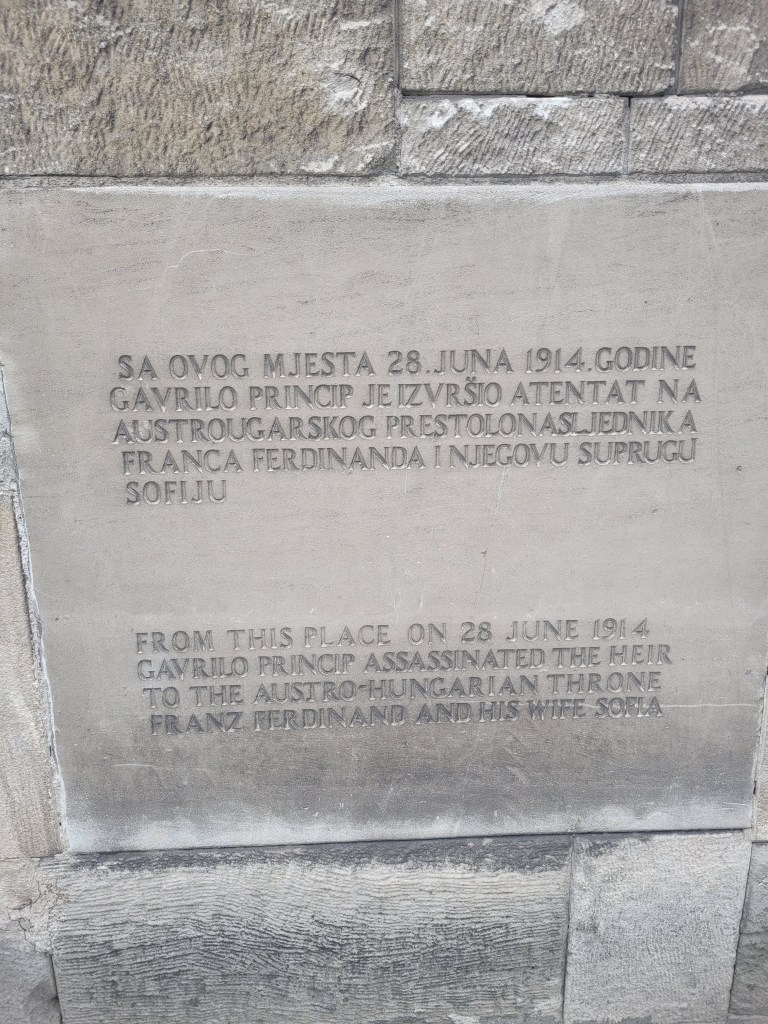 SA OVOG MJESTA 28. JUNA 1914. GODINE
GAVRILO PRINCIP JE IZVRŠIO ATENTAT NA
AUSTROUGARSKOG PRESTOLONASLJEDNIKA
FRANCA FERDINANDA I NJEGOVU SUPRUGU
SOFIJU
FROM THIS PLACE ON 28 JUNE 1914
GAVRILO PRINCIP ASSASSINATED THE HEIR
TO THE AUSTRO-HUNGARIAN THRONE
FRANZ FERDINAND AND HIS WIFE SOFIA